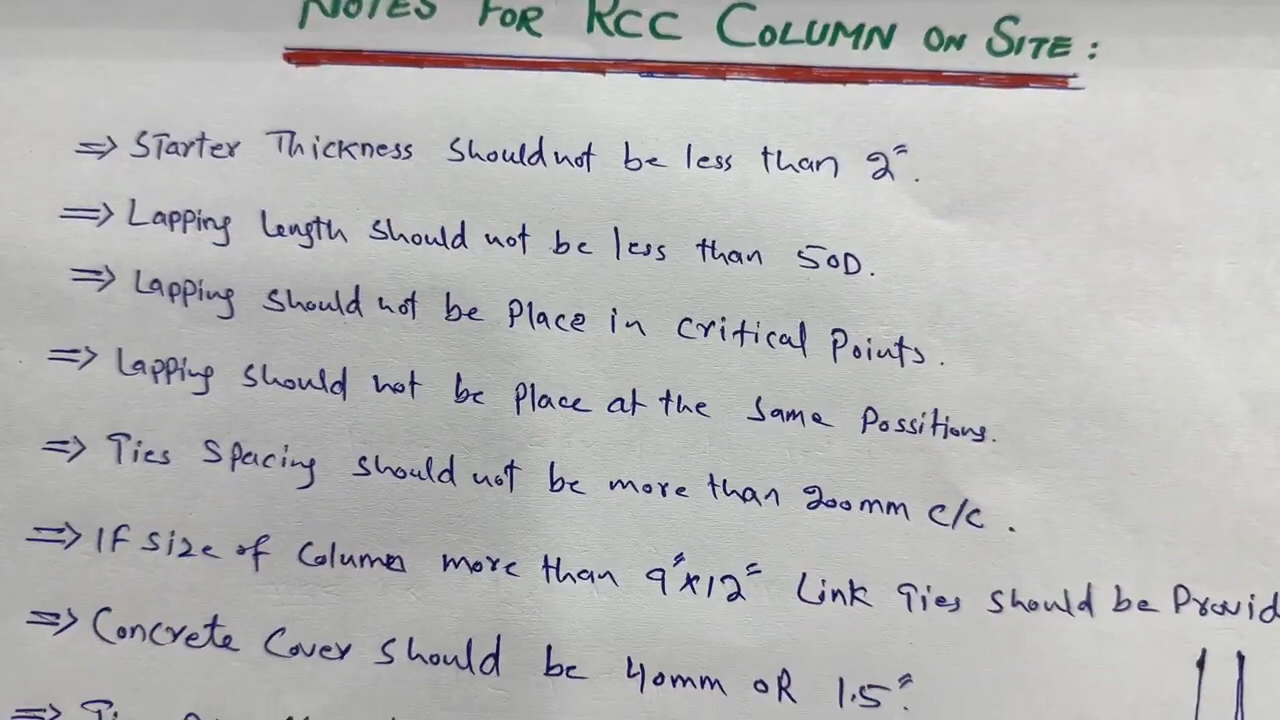 NOTES FOR RCC COLUMN ON SITE:
⇒ Starter Thickness Should not be less than 2".
⇒ Lapping length Should not be less than 50D.
⇒ Lapping Should not be Place in Critical Points.
⇒ Lapping Should not be Place at the Same Possitions.
⇒ Ties Spacing Should not be more than 200mm c/c.
⇒ IF Size of Column more than 9"x12" Link Ties Should be Provid
⇒ Concrete Cover Should be 40mm OR 1.5".